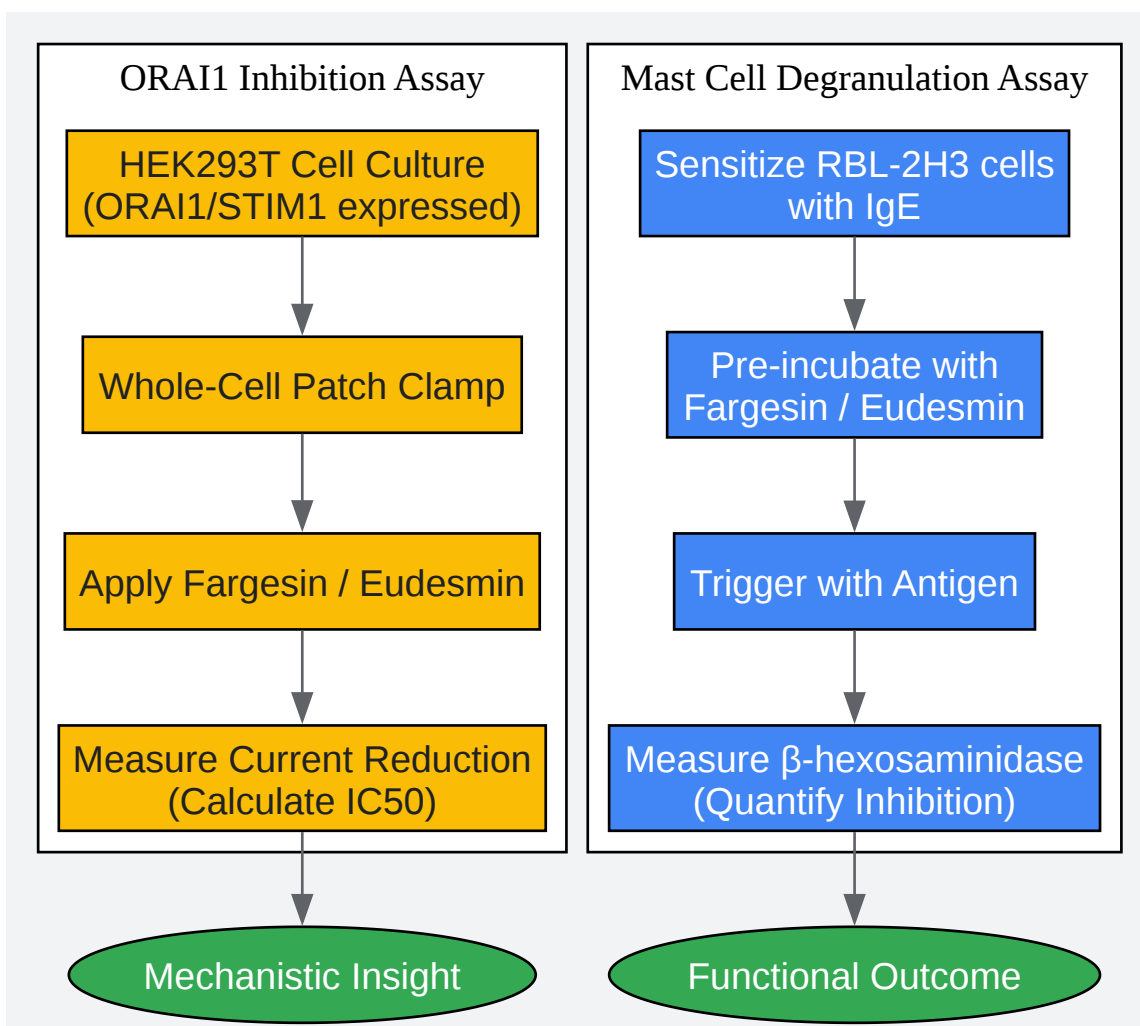 ORAI1 Inhibition Assay
HEK293T Cell Culture
(ORAI1/STIM1 expressed)
Whole-Cell Patch Clamp
Apply Fargesin / Eudesmin
Measure Current Reduction
(Calculate IC50)
Mechanistic Insight
Mast Cell Degranulation Assay
Sensitize RBL-2H3 cells
with IgE
Pre-incubate with
Fargesin / Eudesmin
Trigger with Antigen
Measure β-hexosaminidase
(Quantify Inhibition)
Functional Outcome